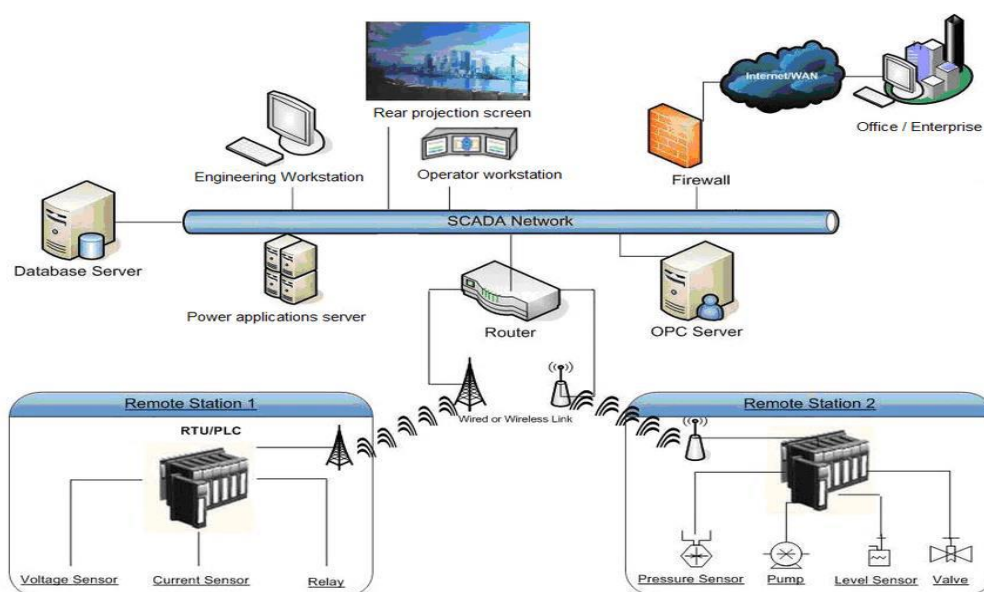 Internet/WAN
Rear projection screen
Office / Enterprise
Engineering Workstation
Operator workstation
Firewall
SCADA Network
Database Server
Power applications server
Router
OPC Server
Remote Station 1
Wired or Wireless Link
Remote Station 2
RTU/PLC
Voltage Sensor
Current Sensor
Relay
Pressure Sensor
Pump
Level Sensor
Valve